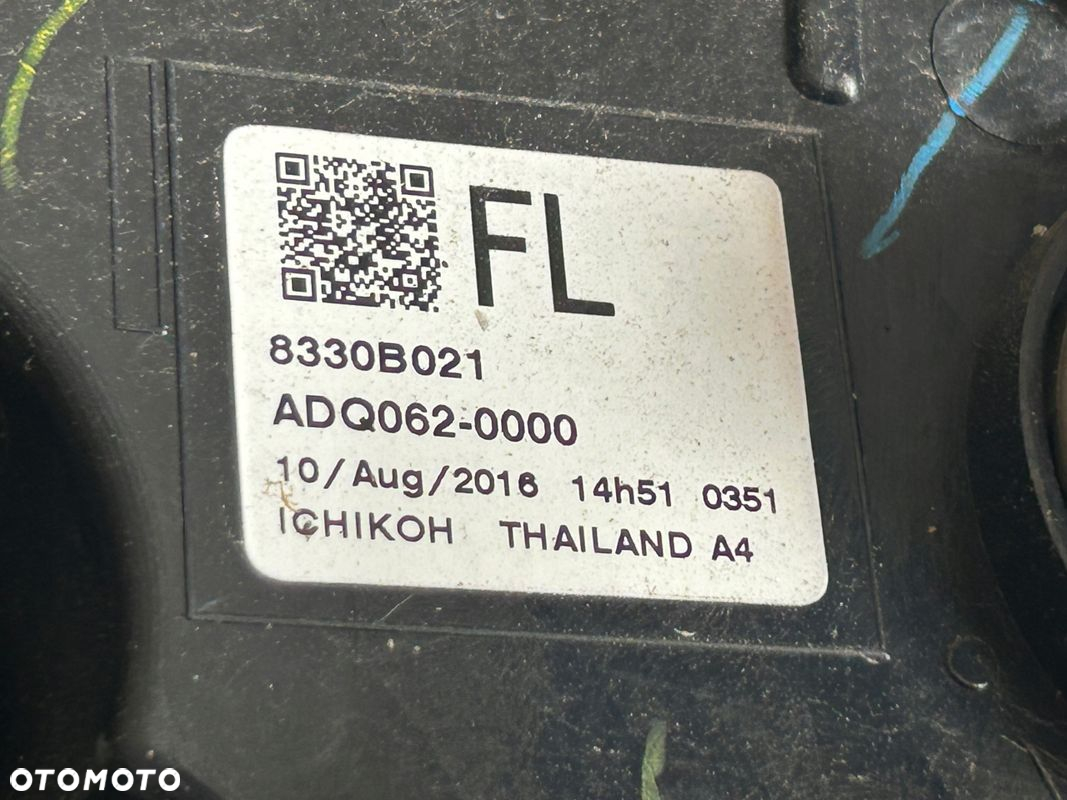 FL
8330B021
ADQ062-0000
10/Aug/2016 14h51 0351
ICHIKOH THAILAND A4
OTOMOTO